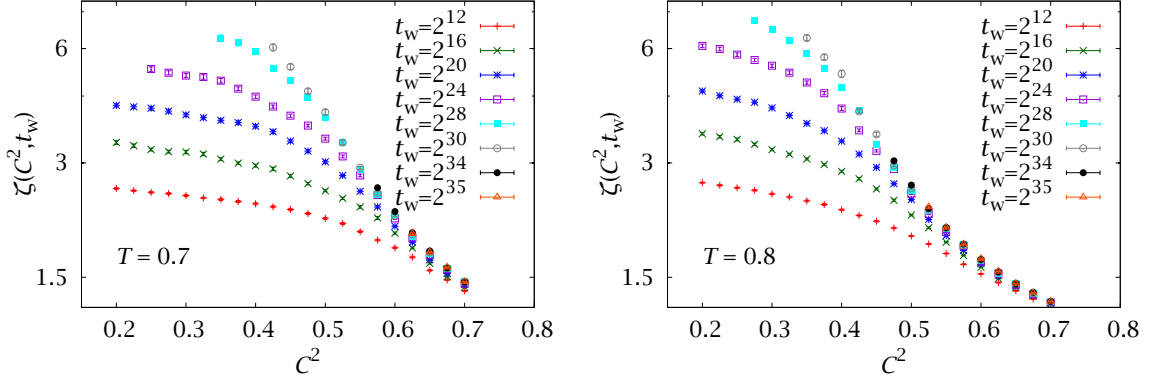 6
3
1.5
ζ(C², t_w)
t_w=2^12
t_w=2^16
t_w=2^20
t_w=2^24
t_w=2^28
t_w=2^30
t_w=2^34
t_w=2^35
T = 0.7
0.2 0.3 0.4 0.5 0.6 0.7 0.8
C²
6
3
1.5
ζ(C², t_w)
t_w=2^12
t_w=2^16
t_w=2^20
t_w=2^24
t_w=2^28
t_w=2^30
t_w=2^34
t_w=2^35
T = 0.8
0.2 0.3 0.4 0.5 0.6 0.7 0.8
C²